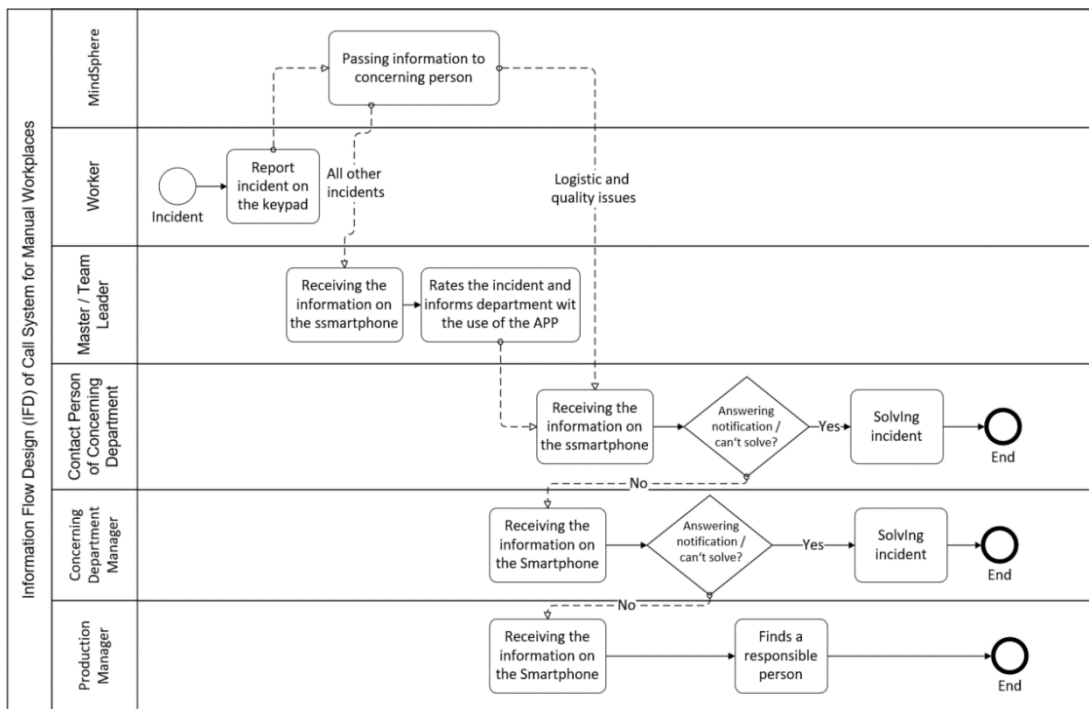 Information Flow Design (IFD) of Call System for Manual Workplaces
MindSphere
Passing information to
concerning person
Worker
Incident
Report
incident on
the keypad
All other
incidents
Logistic and
quality issues
Master / Team
Leader
Receiving the
information on
the ssmartphone
Rates the incident and
informs department wit
the use of the APP
Contact Person
of Concerning
Department
Receiving the
information on
the ssmartphone
Answering
notification /
can't solve?
Yes
SolvIng
incident
End
No
Concerning
Department
Manager
Receiving the
information on
the Smartphone
Answering
notification /
can't solve?
Yes
SolvIng
incident
End
No
Production
Manager
Receiving the
information on
the Smartphone
Finds a
responsible
person
End